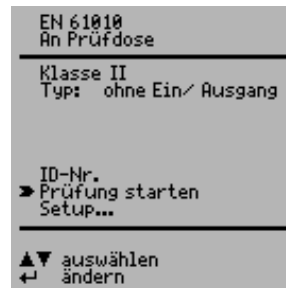 EN 61010
An Prüfdose
Klasse II
Typ: ohne Ein/ Ausgang
ID-Nr.
Prüfung starten
Setup...
▲▼ auswählen
↵ ändern